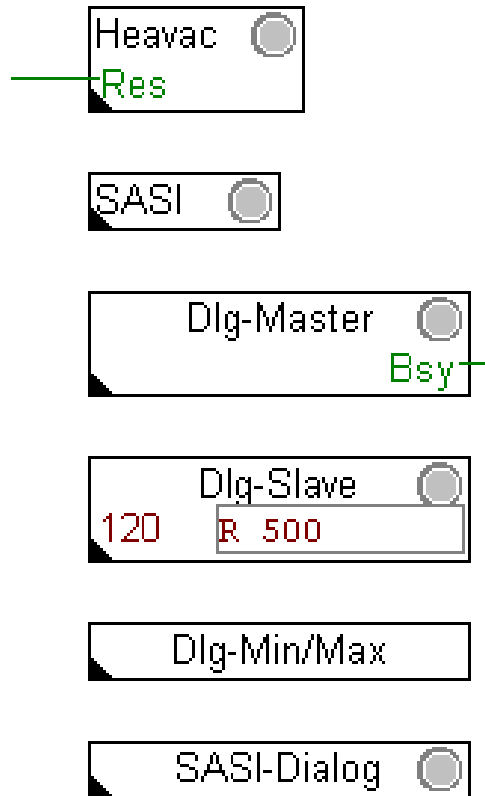 Heavac
Res
SASI
Dlg-Master
Bsy
Dlg-Slave
120 R 500
Dlg-Min/Max
SASI-Dialog